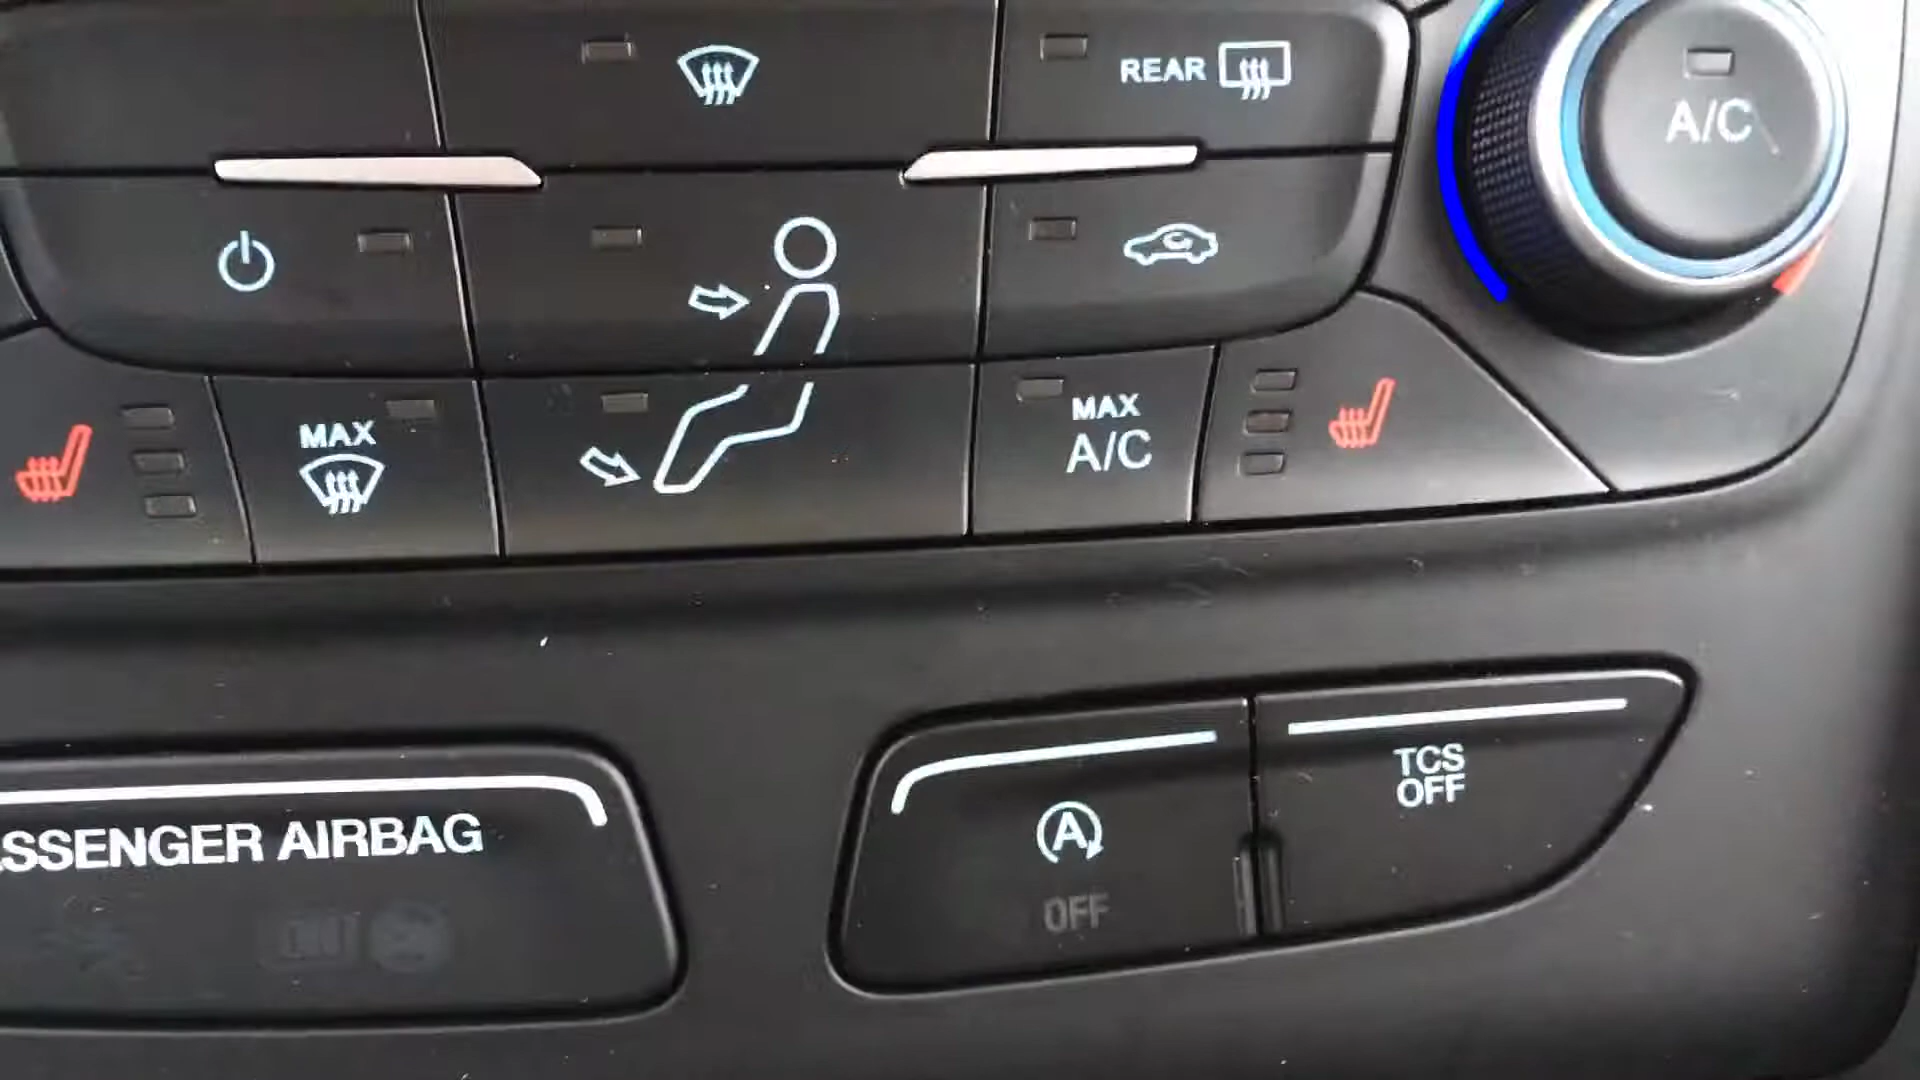 REAR
A/C
MAX
MAX
A/C
TCS
OFF
SSENGER AIRBAG
A
OFF